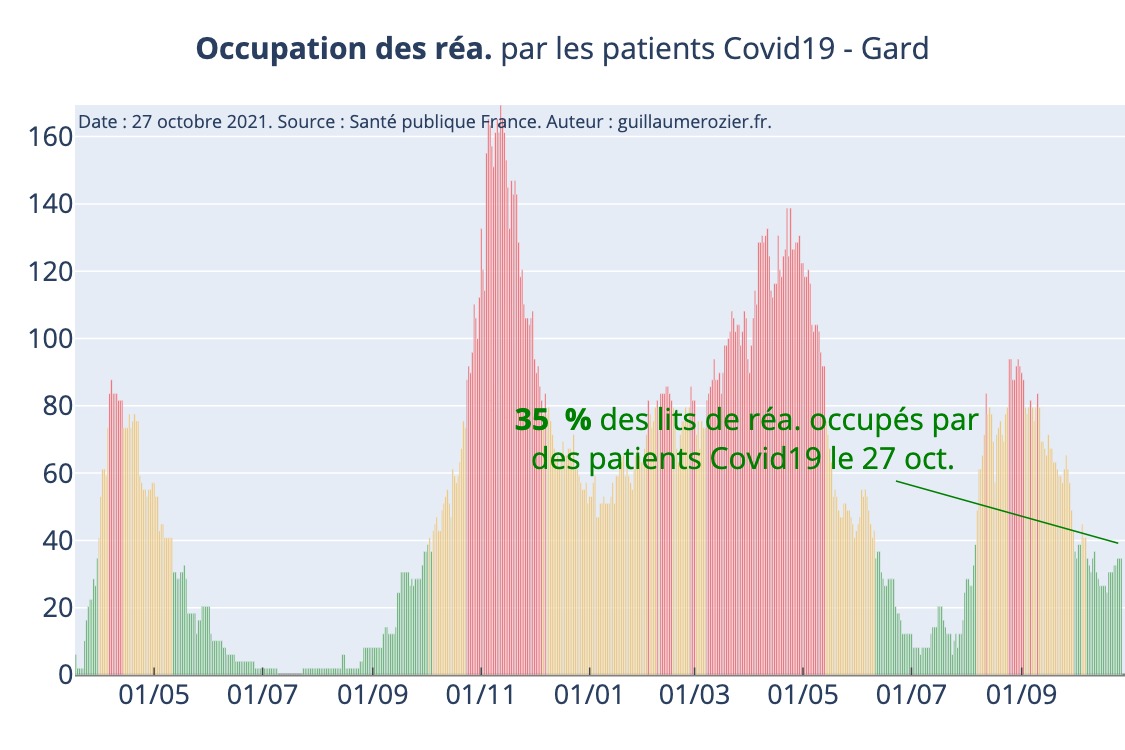 Occupation des réa. par les patients Covid19 - Gard
Date : 27 octobre 2021. Source : Santé publique France. Auteur : guillaumerozier.fr.
160
140
120
100
80
60
40
20
0
35 % des lits de réa. occupés par
des patients Covid19 le 27 oct.
01/05 01/07 01/09 01/11 01/01 01/03 01/05 01/07 01/09